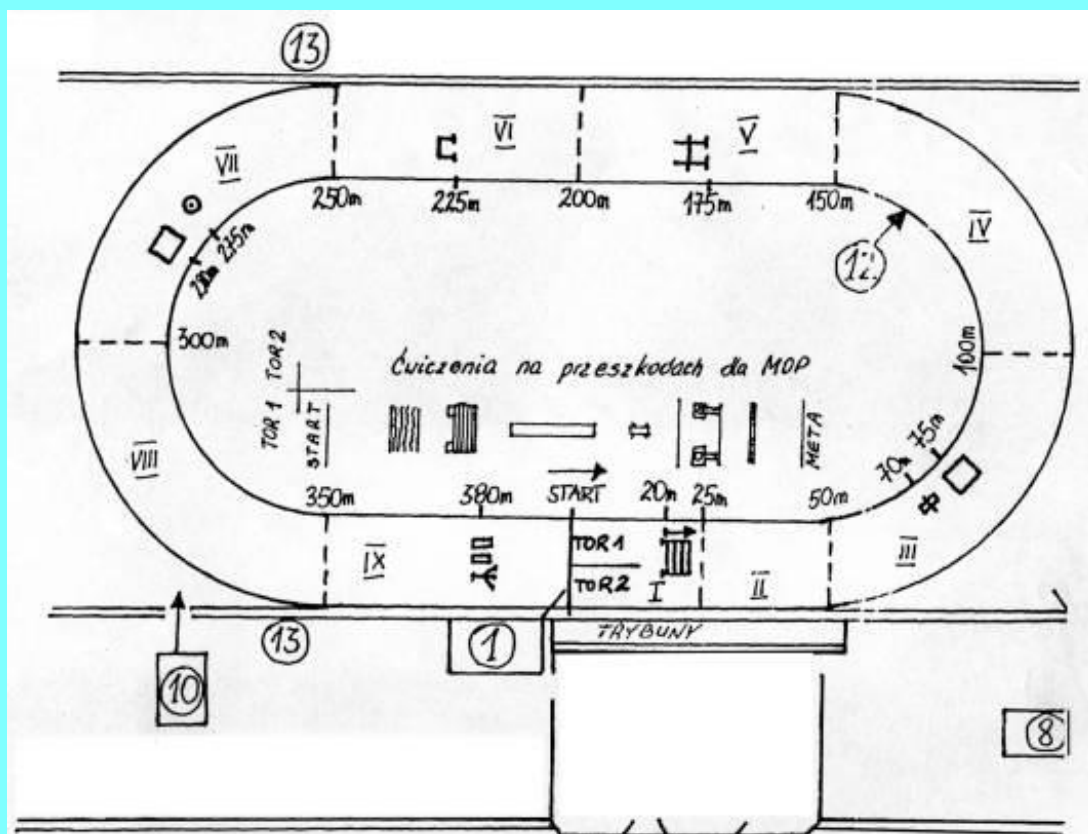 13
VI
V
VII
250m
225m
200m
175m
150m
IV
275m
12
300m
100m
TOR 1 TOR 2
Ćwiczenia na przeszkodach dla MDP
START
META
VIII
75m
70m
350m
380m
START
20m
25m
50m
IX
TOR 1
TOR 2
I
II
III
13
1
TRYBUNY
10
8